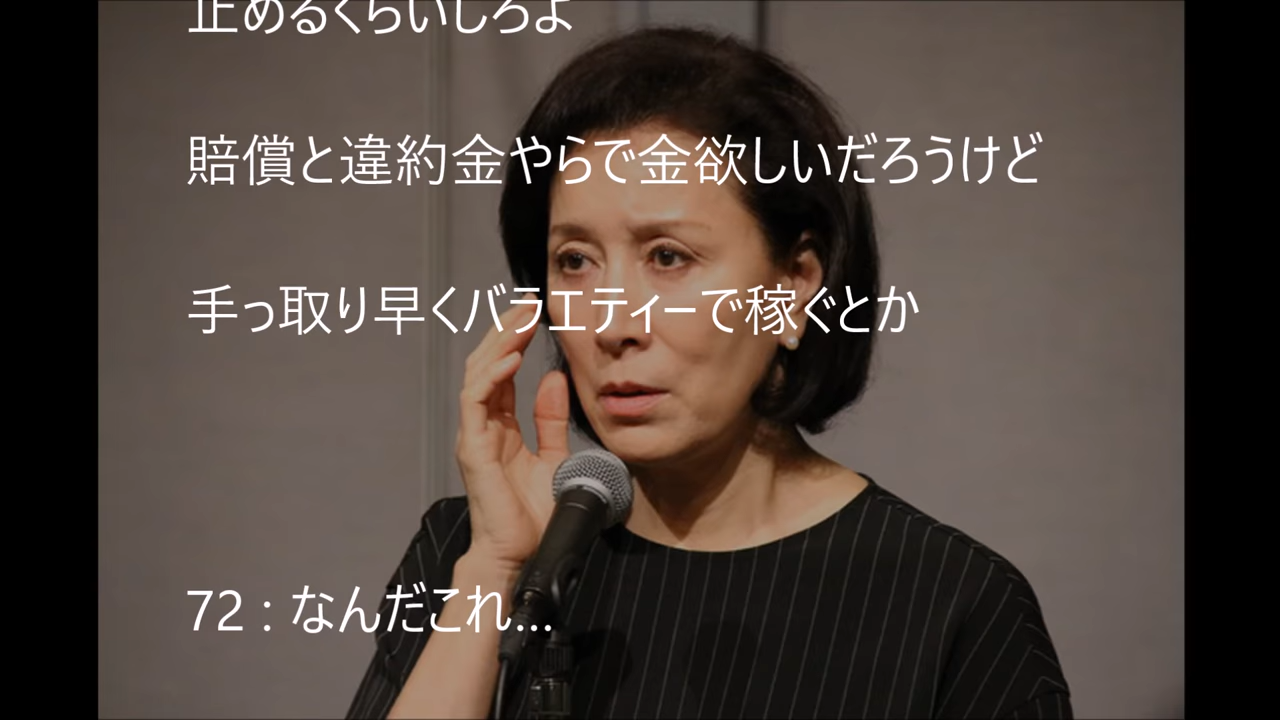 止めるくらいしろよ
賠償と違約金やらで金欲しいだろうけど
手っ取り早くバラエティーで稼ぐとか
72 : なんだこれ...